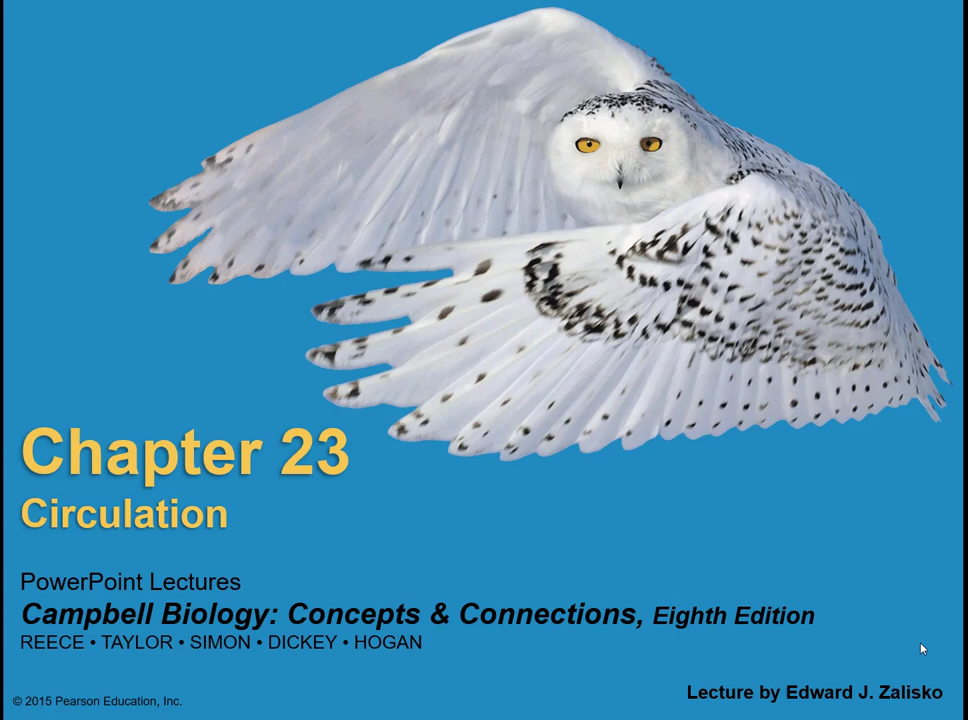 Chapter 23
Circulation
PowerPoint Lectures
Campbell Biology: Concepts & Connections, Eighth Edition
REECE • TAYLOR • SIMON • DICKEY • HOGAN
© 2015 Pearson Education, Inc.
Lecture by Edward J. Zalisko